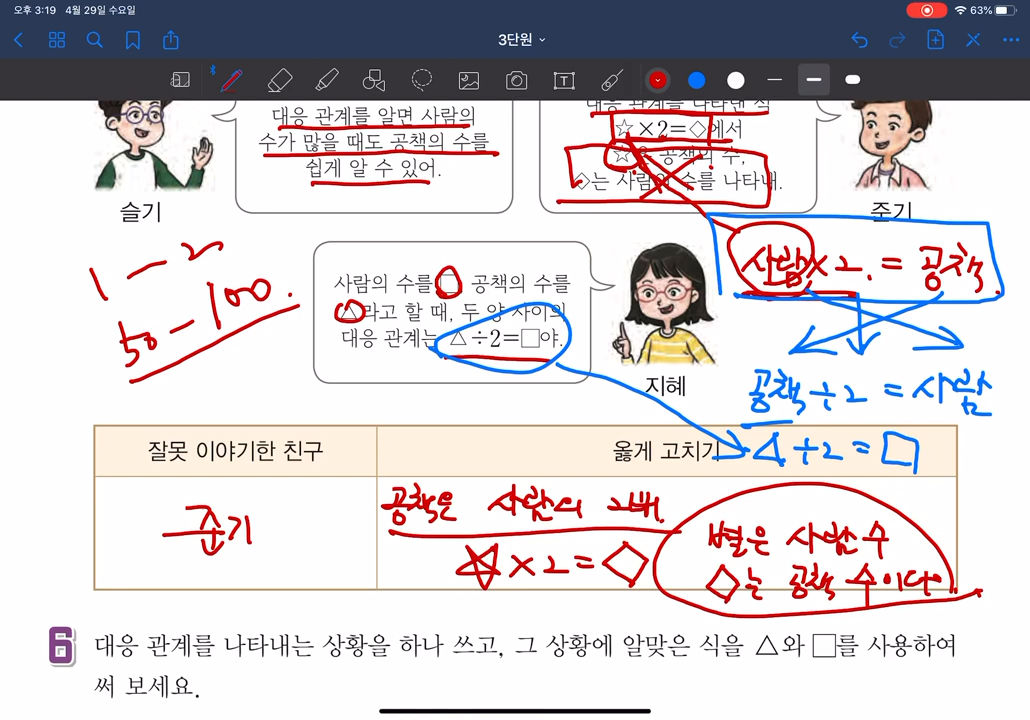 오후 3:19 4월 29일 수요일
63%
3단원
대응 관계를 알면 사람의
수가 많을 때도 공책의 수를
쉽게 알 수 있어.
슬기
대응 관계를 나타낸 식
☆×2=◇에서
☆은 공책의 수,
◇는 사람의 수를 나타내.
준기
1 — 2
50 — 100.
사람의 수를 □, 공책의 수를
△라고 할 때, 두 양 사이의
대응 관계는 △÷2=□야.
지혜
사람×2 = 공책
공책÷2 = 사람
△÷2 = □
잘못 이야기한 친구
옳게 고치기
준기
공책은 사람의 2배.
☆×2=◇
별은 사람 수
◇는 공책 수이다
6 대응 관계를 나타내는 상황을 하나 쓰고, 그 상황에 알맞은 식을 △와 □를 사용하여
써 보세요.